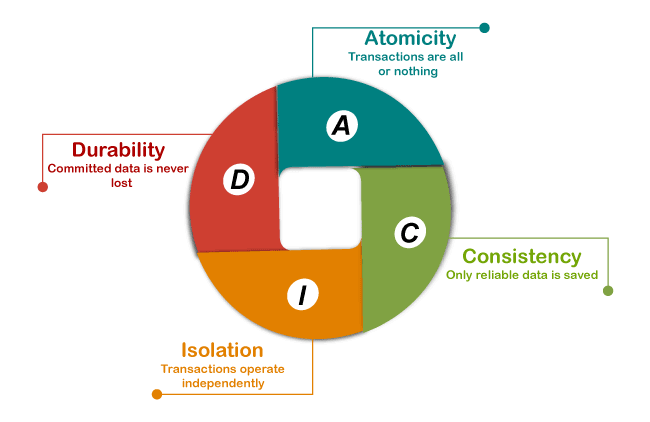 Atomicity
Transactions are all
or nothing
A
Durability
Committed data is never
lost
D
C
Consistency
Only reliable data is saved
I
Isolation
Transactions operate
independently